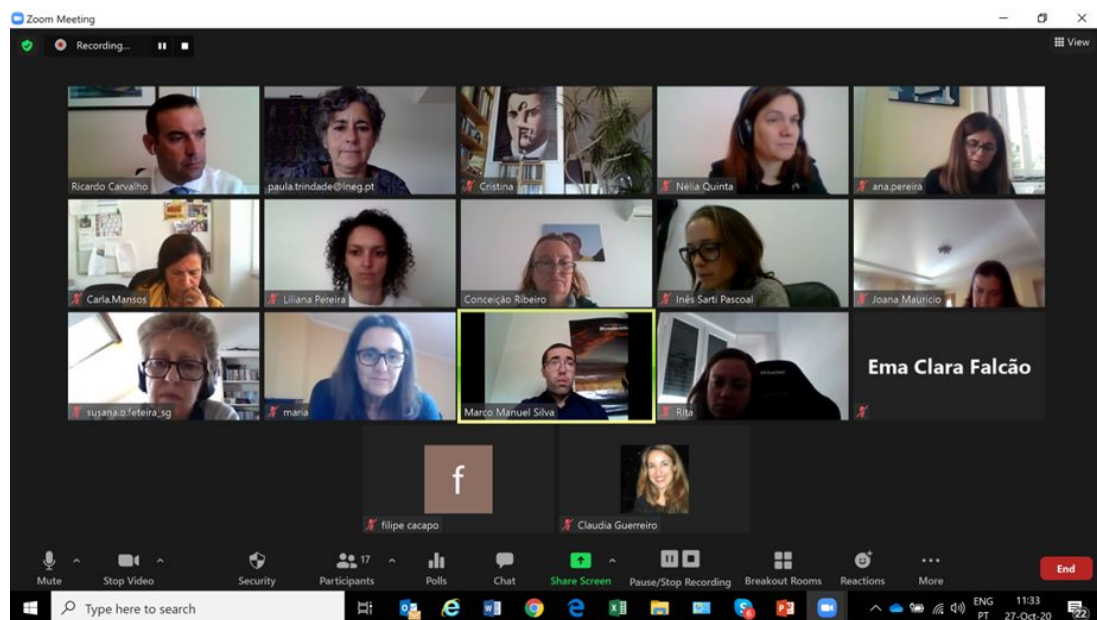 Zoom Meeting
Recording...
View
Ricardo Carvalho
paula.trindade@lneg.pt
Cristina
Nélia Quinta
ana.pereira
Carla.Mansos
Liliana Pereira
Conceição Ribeiro
Inês Sarti Pascoal
Joana Maurício
susana.o.feteira_sg
maria
Marco Manuel Silva
Rita
Ema Clara Falcão
f
filipe cacapo
Claudia Guerreiro
Mute
Stop Video
Security
17
Participants
Polls
Chat
Share Screen
Pause/Stop Recording
Breakout Rooms
Reactions
More
End
Type here to search
ENG
PT
11:33
27-Oct-20
22